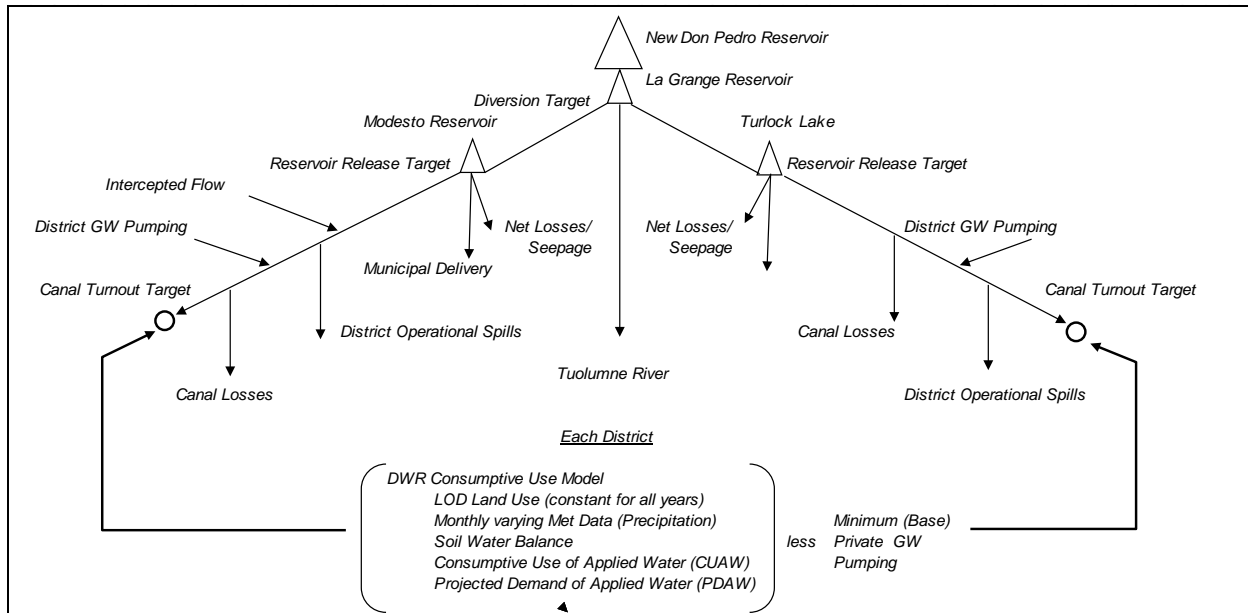 New Don Pedro Reservoir
La Grange Reservoir
Diversion Target
Modesto Reservoir
Turlock Lake
Reservoir Release Target
Reservoir Release Target
Intercepted Flow
District GW Pumping
Net Losses/
Seepage
Net Losses/
Seepage
District GW Pumping
Municipal Delivery
Canal Turnout Target
Canal Turnout Target
District Operational Spills
Canal Losses
Tuolumne River
Canal Losses
District Operational Spills
Each District
DWR Consumptive Use Model
LOD Land Use (constant for all years)
Monthly varying Met Data (Precipitation)
Soil Water Balance
Consumptive Use of Applied Water (CUAW)
Projected Demand of Applied Water (PDAW)
less
Minimum (Base)
Private GW
Pumping